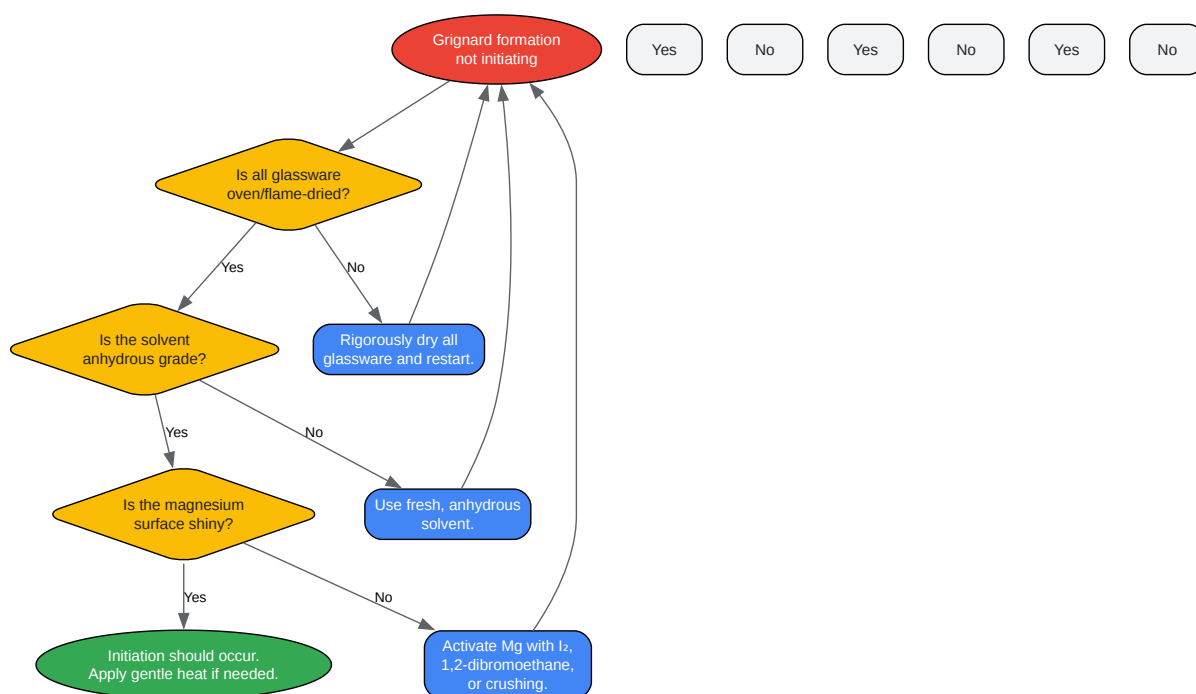 Grignard formation
not initiating
Yes
No
Yes
No
Yes
No
Is all glassware
oven/flame-dried?
Yes
No
Is the solvent
anhydrous grade?
Rigorously dry all
glassware and restart.
Yes
No
Is the magnesium
surface shiny?
Use fresh, anhydrous
solvent.
Yes
No
Initiation should occur.
Apply gentle heat if needed.
Activate Mg with I₂,
1,2-dibromoethane,
or crushing.